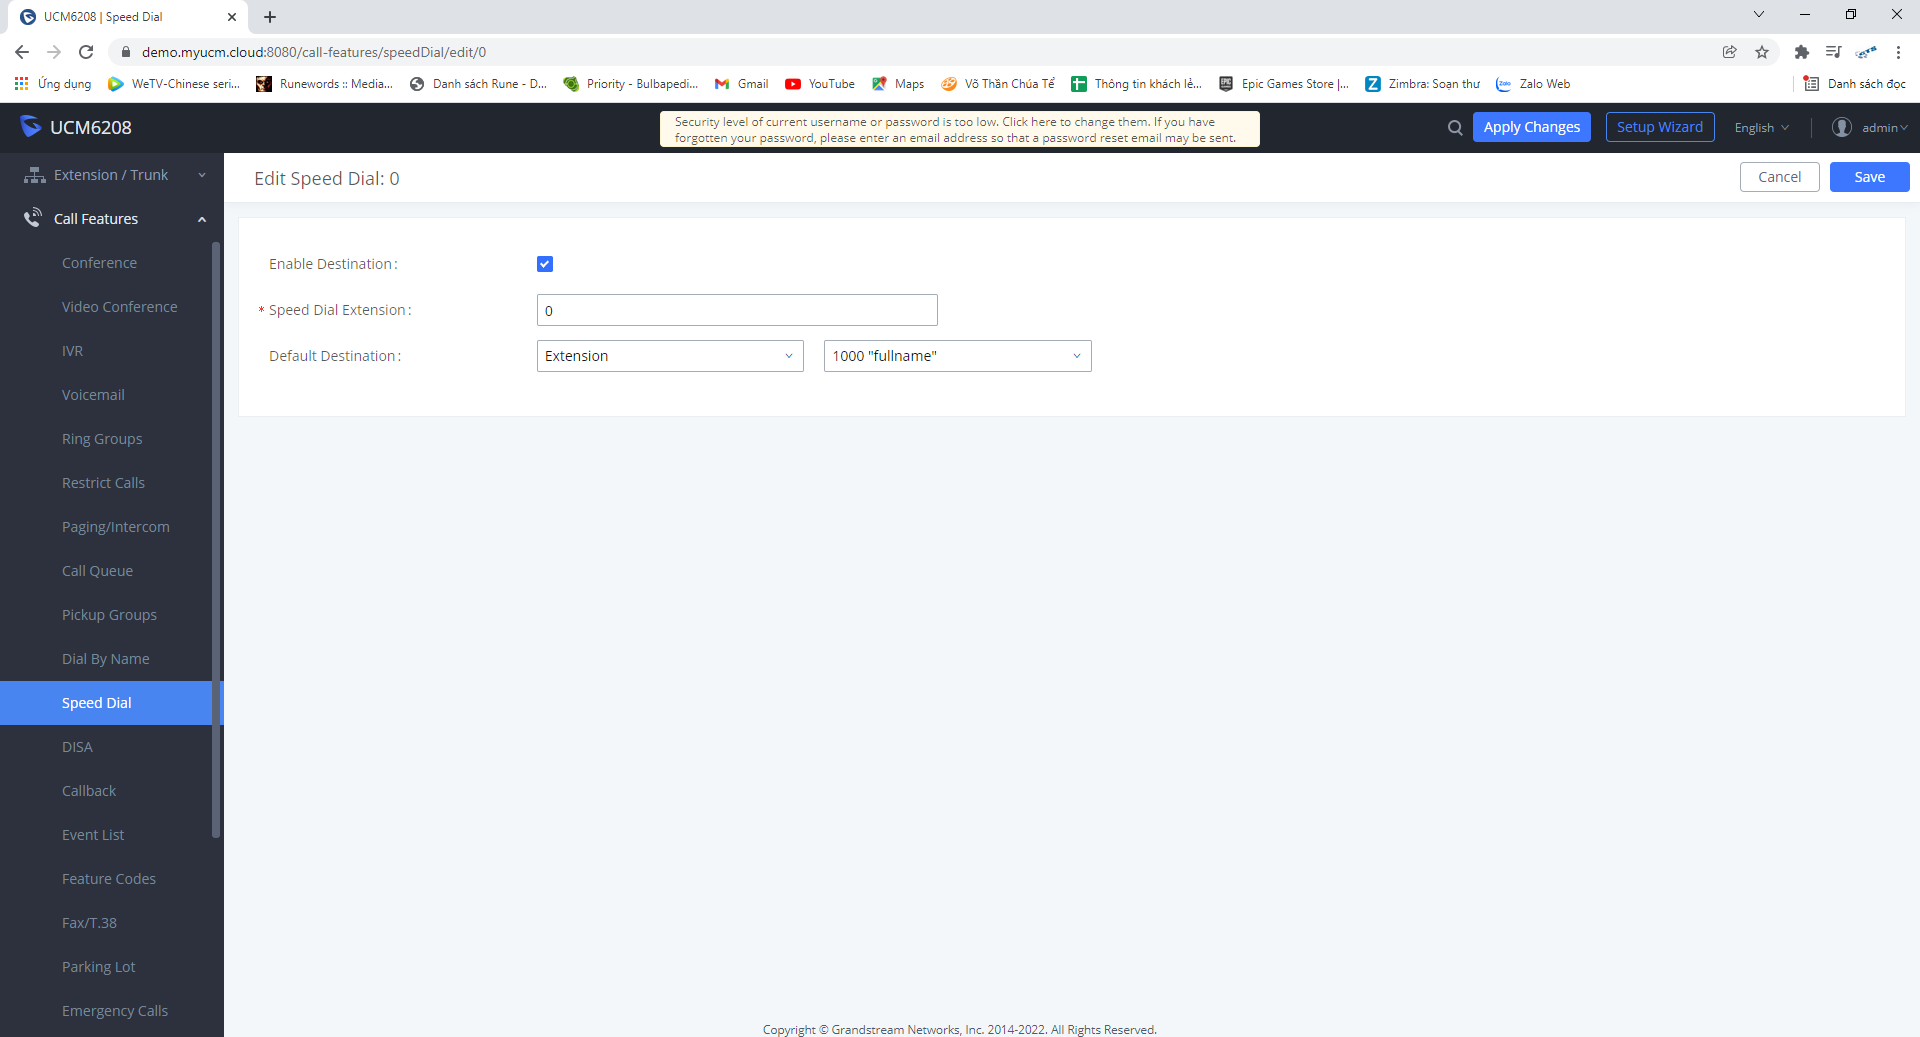 UCM6208 | Speed Dial
demo.myucm.cloud:8080/call-features/speedDial/edit/0
Ứng dụng
WeTV-Chinese seri...
Runewords :: Media...
Danh sách Rune - D...
Priority - Bulbapedi...
Gmail
YouTube
Maps
Võ Thần Chúa Tể
Thông tin khách lẻ...
Epic Games Store |...
Zimbra: Soạn thư
Zalo Web
Danh sách đọc
UCM6208
Security level of current username or password is too low. Click here to change them. If you have
forgotten your password, please enter an email address so that a password reset email may be sent.
Apply Changes
Setup Wizard
English
admin
Extension / Trunk
Call Features
Conference
Video Conference
IVR
Voicemail
Ring Groups
Restrict Calls
Paging/Intercom
Call Queue
Pickup Groups
Dial By Name
Speed Dial
DISA
Callback
Event List
Feature Codes
Fax/T.38
Parking Lot
Emergency Calls
Edit Speed Dial: 0
Cancel
Save
Enable Destination :
* Speed Dial Extension :
0
Default Destination :
Extension
1000 "fullname"
Copyright © Grandstream Networks, Inc. 2014-2022. All Rights Reserved.